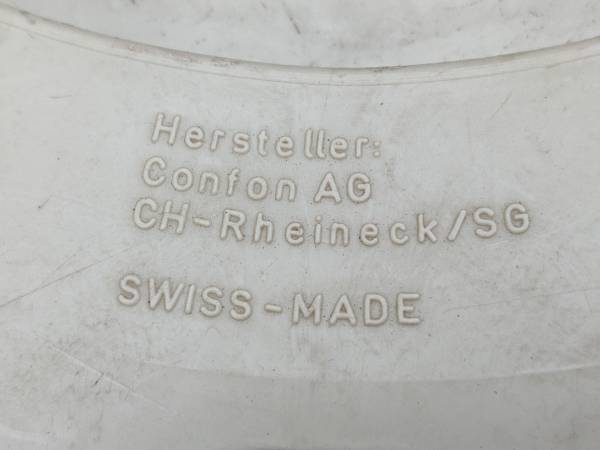 Hersteller:
Confon AG
CH-Rheineck/SG
SWISS-MADE